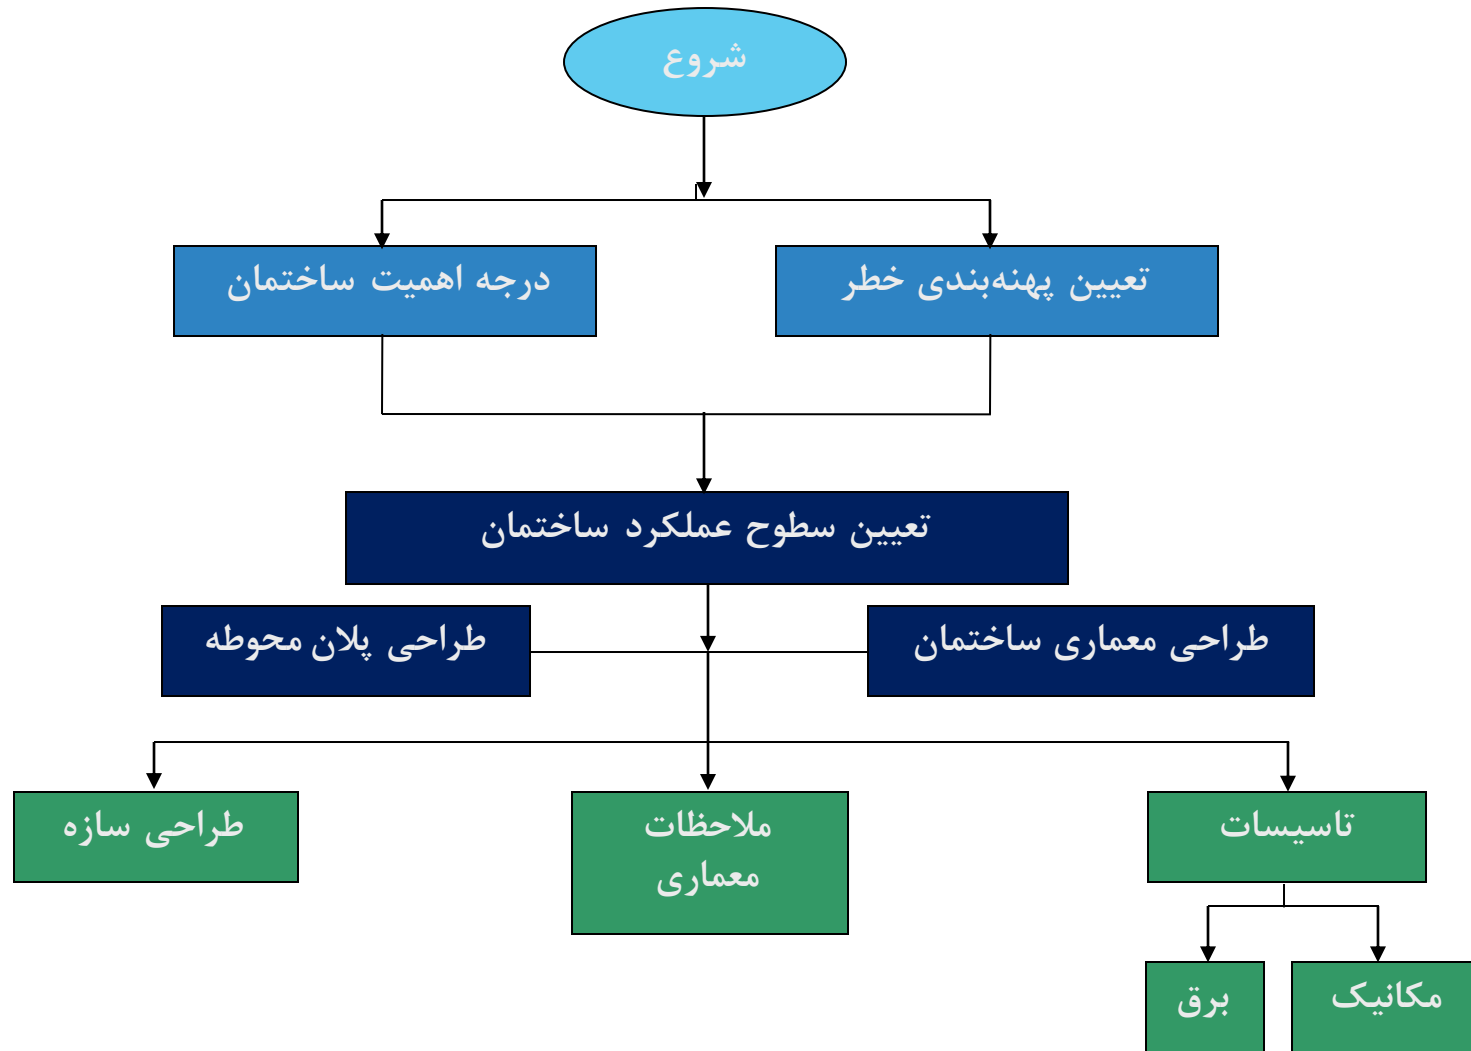 شروع
تعیین پهنه‌بندی خطر
درجه اهمیت ساختمان
تعیین سطوح عملکرد ساختمان
طراحی معماری ساختمان
طراحی پلان محوطه
تاسیسات
ملاحظات
معماری
طراحی سازه
مکانیک
برق